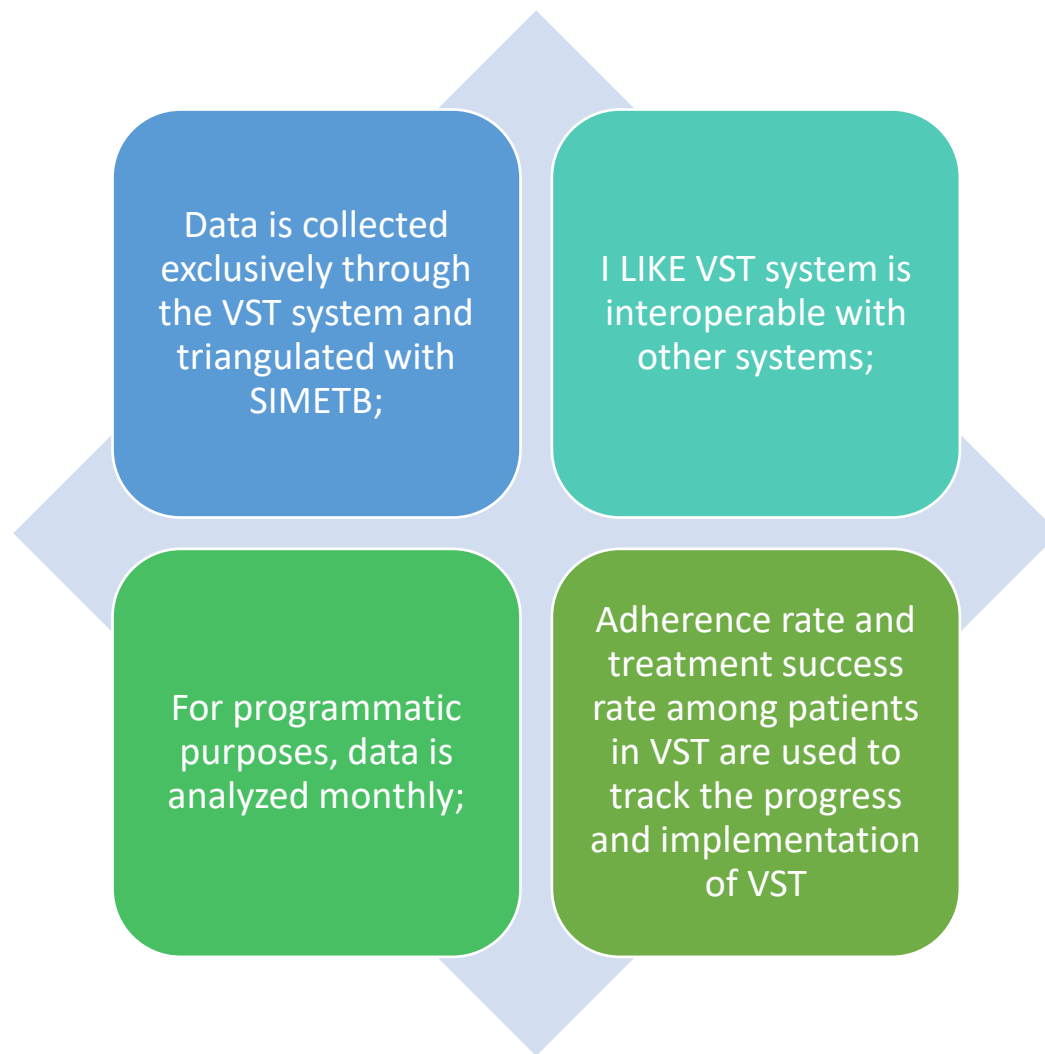 Data is collected
exclusively through
the VST system and
triangulated with
SIMETB;
I LIKE VST system is
interoperable with
other systems;
For programmatic
purposes, data is
analyzed monthly;
Adherence rate and
treatment success
rate among patients
in VST are used to
track the progress
and implementation
of VST